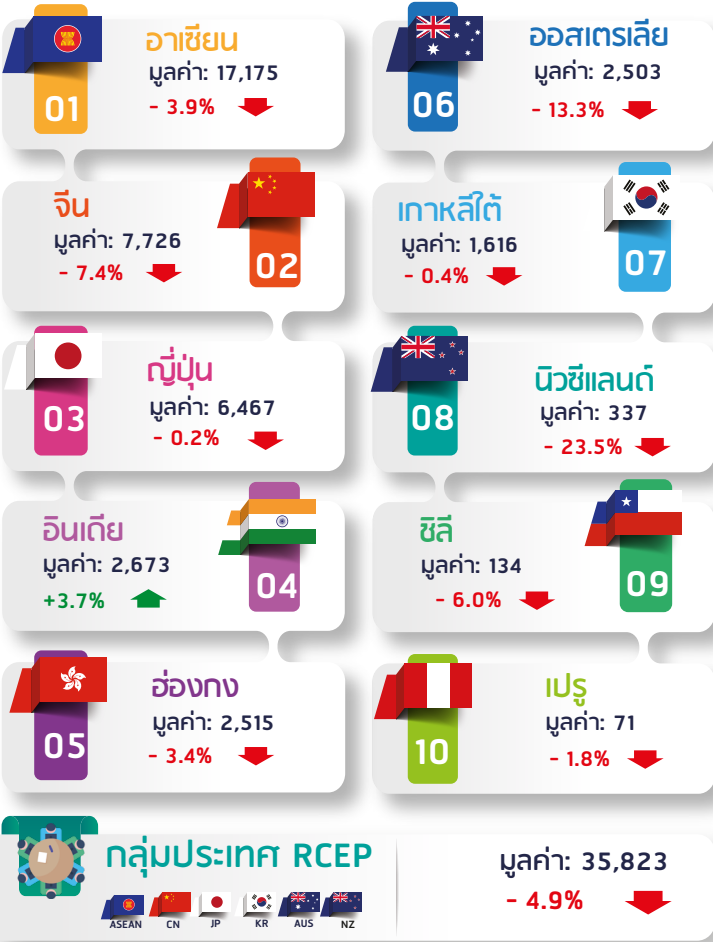 อาเซียน
มูลค่า: 17,175
- 3.9%
01
จีน
มูลค่า: 7,726
- 7.4%
02
ญี่ปุ่น
มูลค่า: 6,467
- 0.2%
03
อินเดีย
มูลค่า: 2,673
+3.7%
04
ฮ่องกง
มูลค่า: 2,515
- 3.4%
05
ออสเตรเลีย
มูลค่า: 2,503
- 13.3%
06
เกาหลีใต้
มูลค่า: 1,616
- 0.4%
07
นิวซีแลนด์
มูลค่า: 337
- 23.5%
08
ชิลี
มูลค่า: 134
- 6.0%
09
เปรู
มูลค่า: 71
- 1.8%
10
กลุ่มประเทศ RCEP
ASEAN CN JP KR AUS NZ
มูลค่า: 35,823
- 4.9%